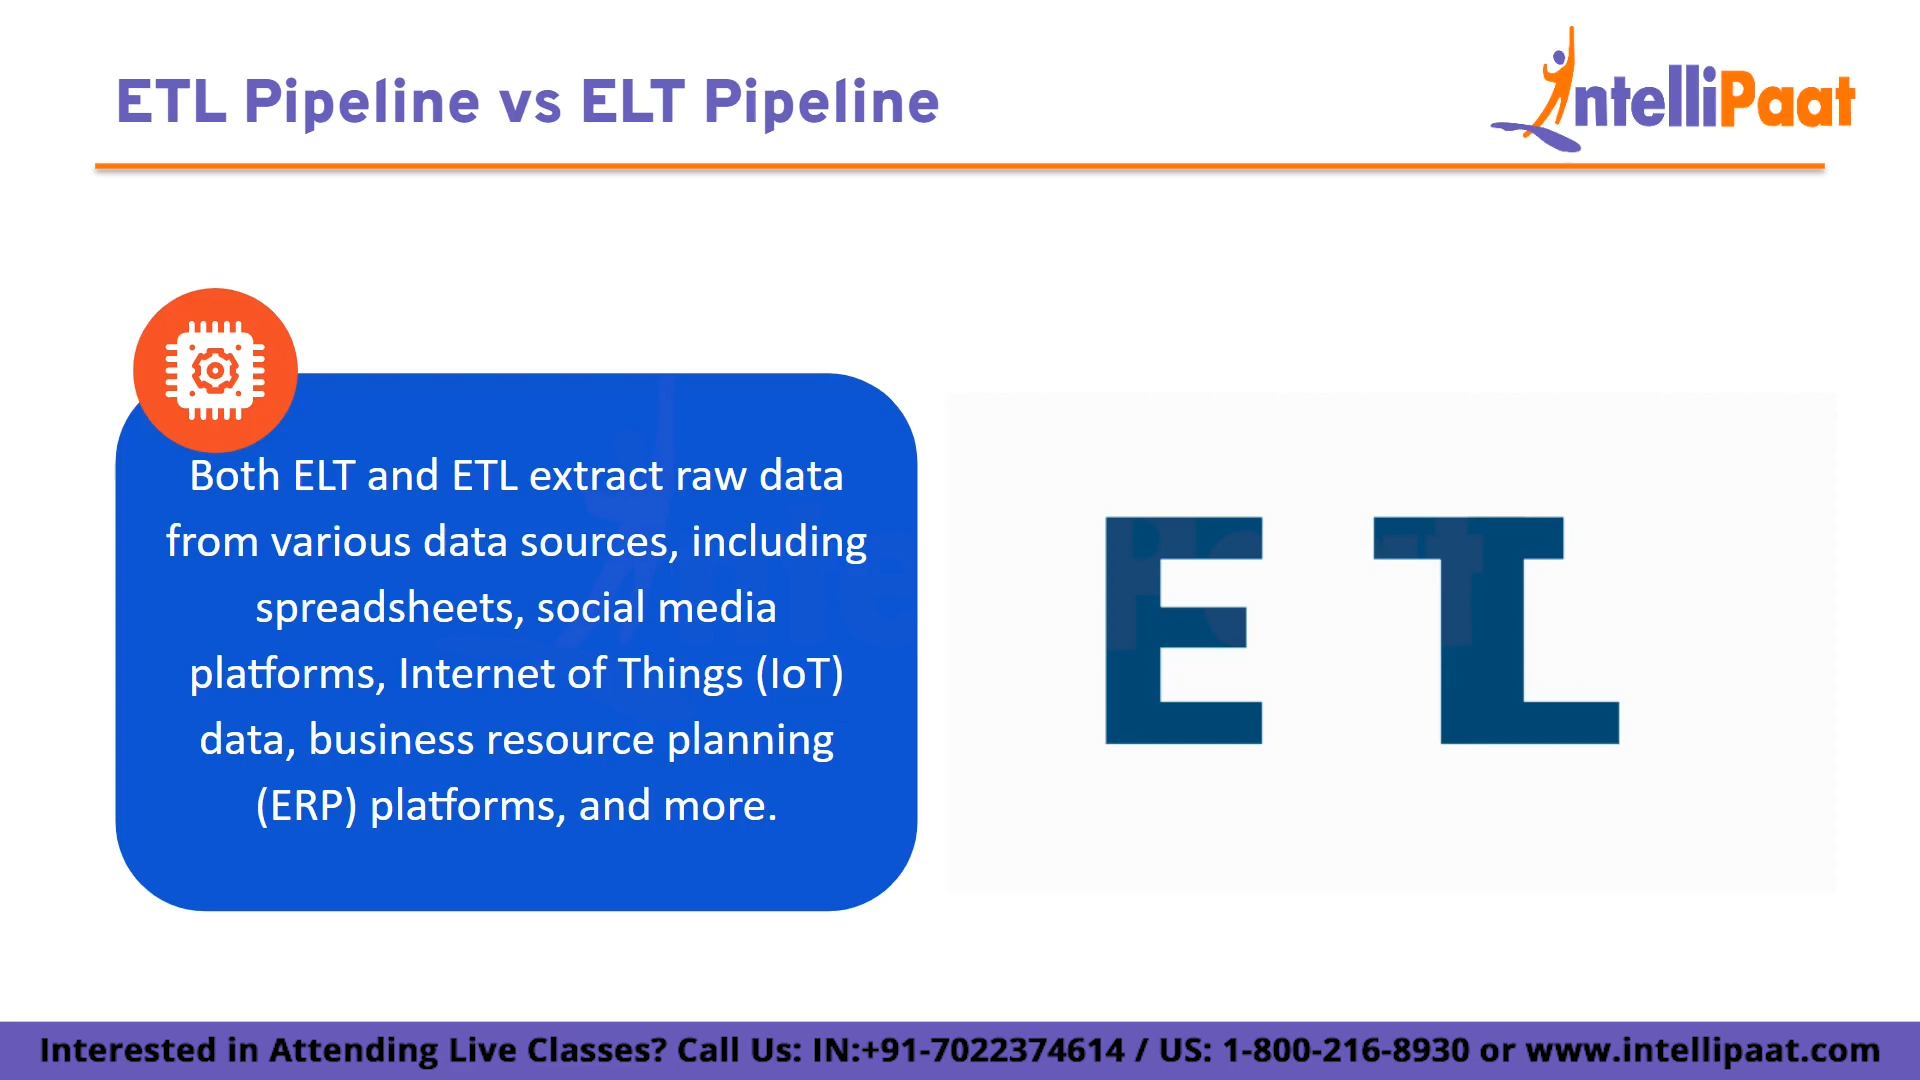 ETL Pipeline vs ELT Pipeline
IntelliPaat
Both ELT and ETL extract raw data
from various data sources, including
spreadsheets, social media
platforms, Internet of Things (IoT)
data, business resource planning
(ERP) platforms, and more.
E TL
Interested in Attending Live Classes? Call Us: IN:+91-7022374614 / US: 1-800-216-8930 or www.intellipaat.com